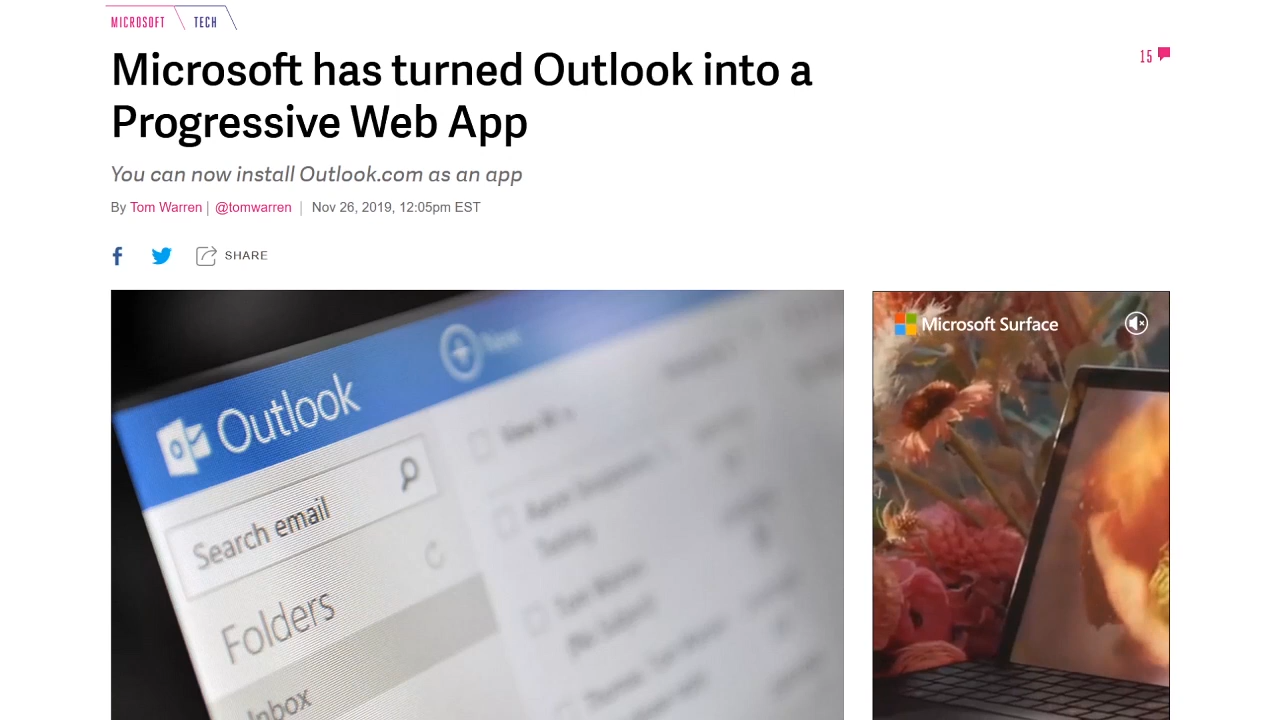 MICROSOFT TECH
Microsoft has turned Outlook into a
Progressive Web App
15
You can now install Outlook.com as an app
By Tom Warren | @tomwarren | Nov 26, 2019, 12:05pm EST
SHARE
Microsoft Surface
Outlook
New
Search email
Folders
Inbox